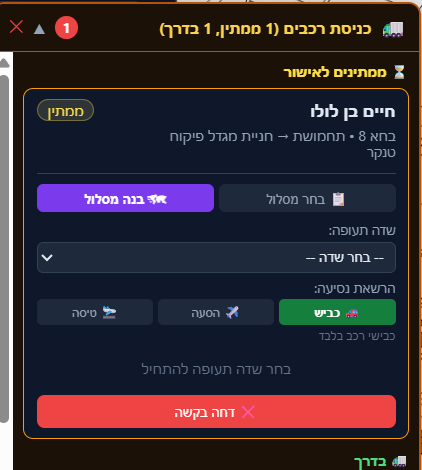 כניסת רכבים (1 ממתין, 1 בדרך)
1
ממתינים לאישור
חיים בן לולו
ממתין
בחא 8 • תחמושת → חניית מגדל פיקוח
טנקר
בחר מסלול
בנה מסלול
שדה תעופה:
-- בחר שדה --
הרשאת נסיעה:
כביש
הסעה
טיסה
כבישי רכב בלבד
בחר שדה תעופה להתחיל
דחה בקשה
בדרך